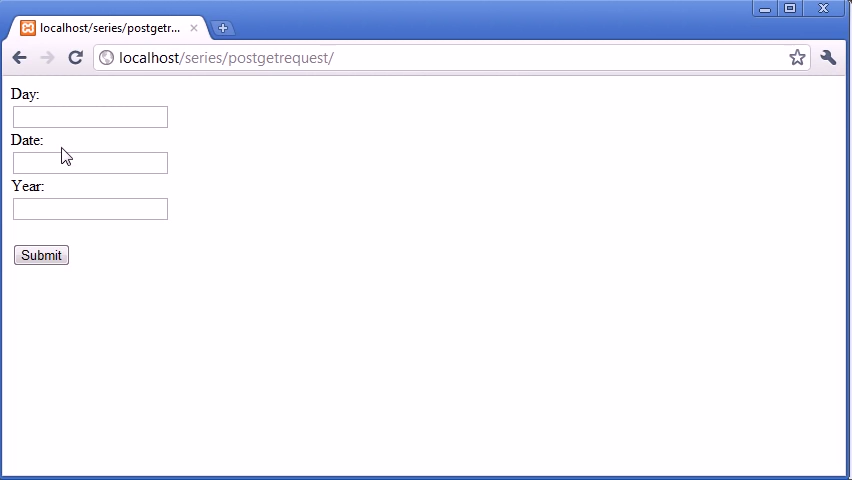 localhost/series/postgetr...
localhost/series/postgetrequest/
Day:
Date:
Year:
Submit